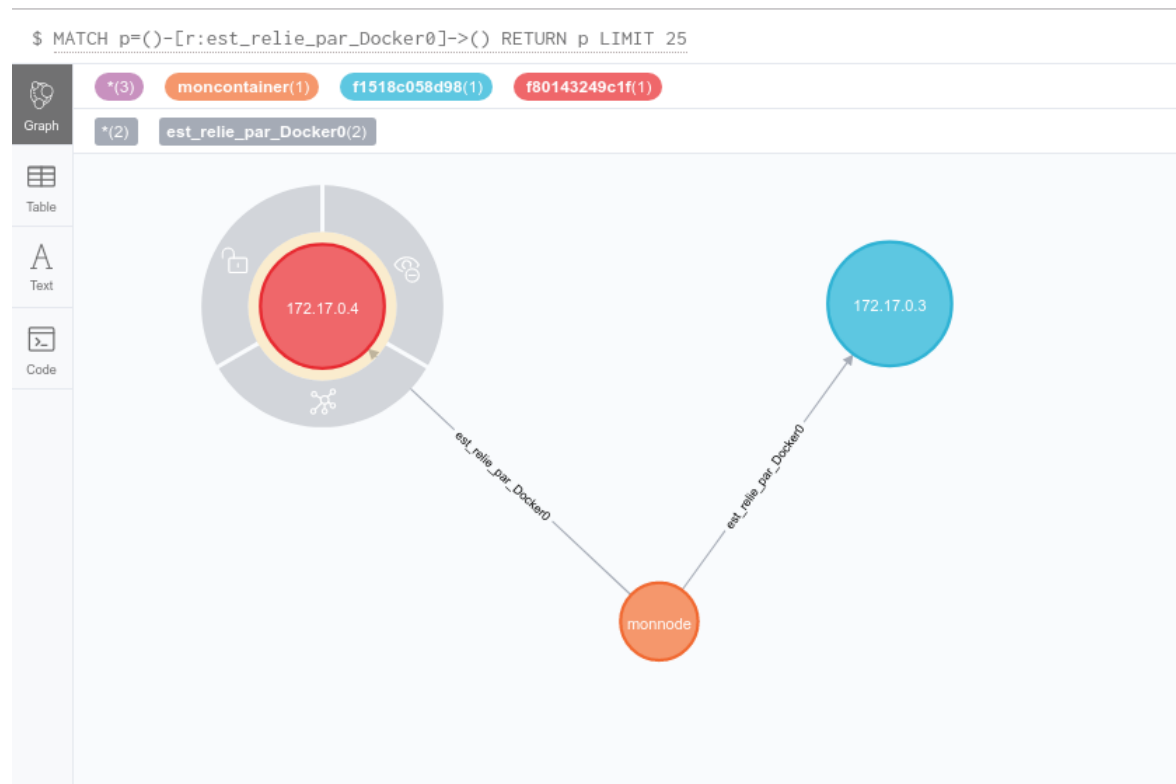 $ MATCH p=()-[r:est_relie_par_Docker0]->() RETURN p LIMIT 25
*(3) moncontainer(1) f1518c058d98(1) f80143249c1f(1)
*(2) est_relie_par_Docker0(2)
Graph
Table
Text
Code
172.17.0.4
172.17.0.3
est_relie_par_Docker0
est_relie_par_Docker0
monnode